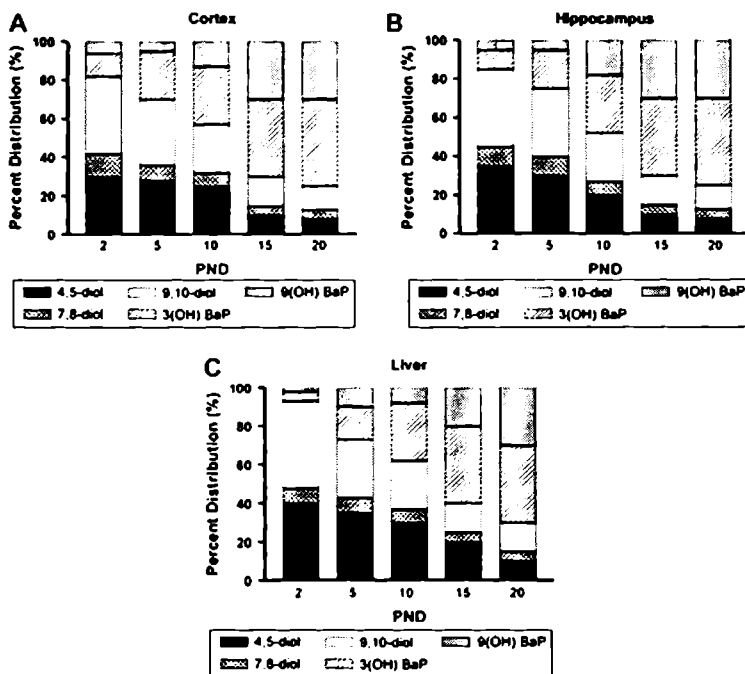 A
Cortex
Percent Distribution (%)
100
80
60
40
20
0
2 5 10 15 20
PND
4,5-diol 9,10-diol 9(OH) BaP
7,8-diol 3(OH) BaP
B
Hippocampus
Percent Distribution (%)
100
80
60
40
20
0
2 5 10 15 20
PND
4,5-diol 9,10-diol 9(OH) BaP
7,8-diol 3(OH) BaP
C
Liver
Percent Distribution (%)
100
80
60
40
20
0
2 5 10 15 20
PND
4,5-diol 9,10-diol 9(OH) BaP
7,8-diol 3(OH) BaP